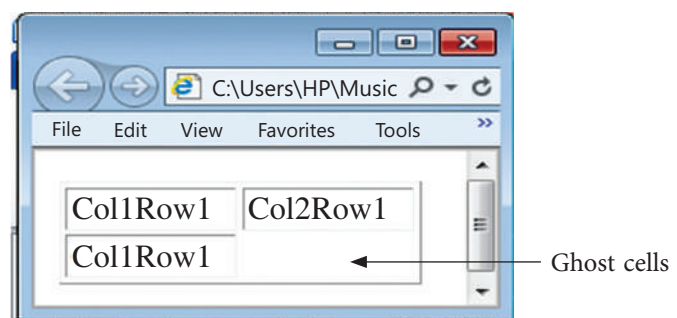 C:\Users\HP\Music
File Edit View Favorites Tools »
Col1Row1 Col2Row1
Col1Row1
Ghost cells